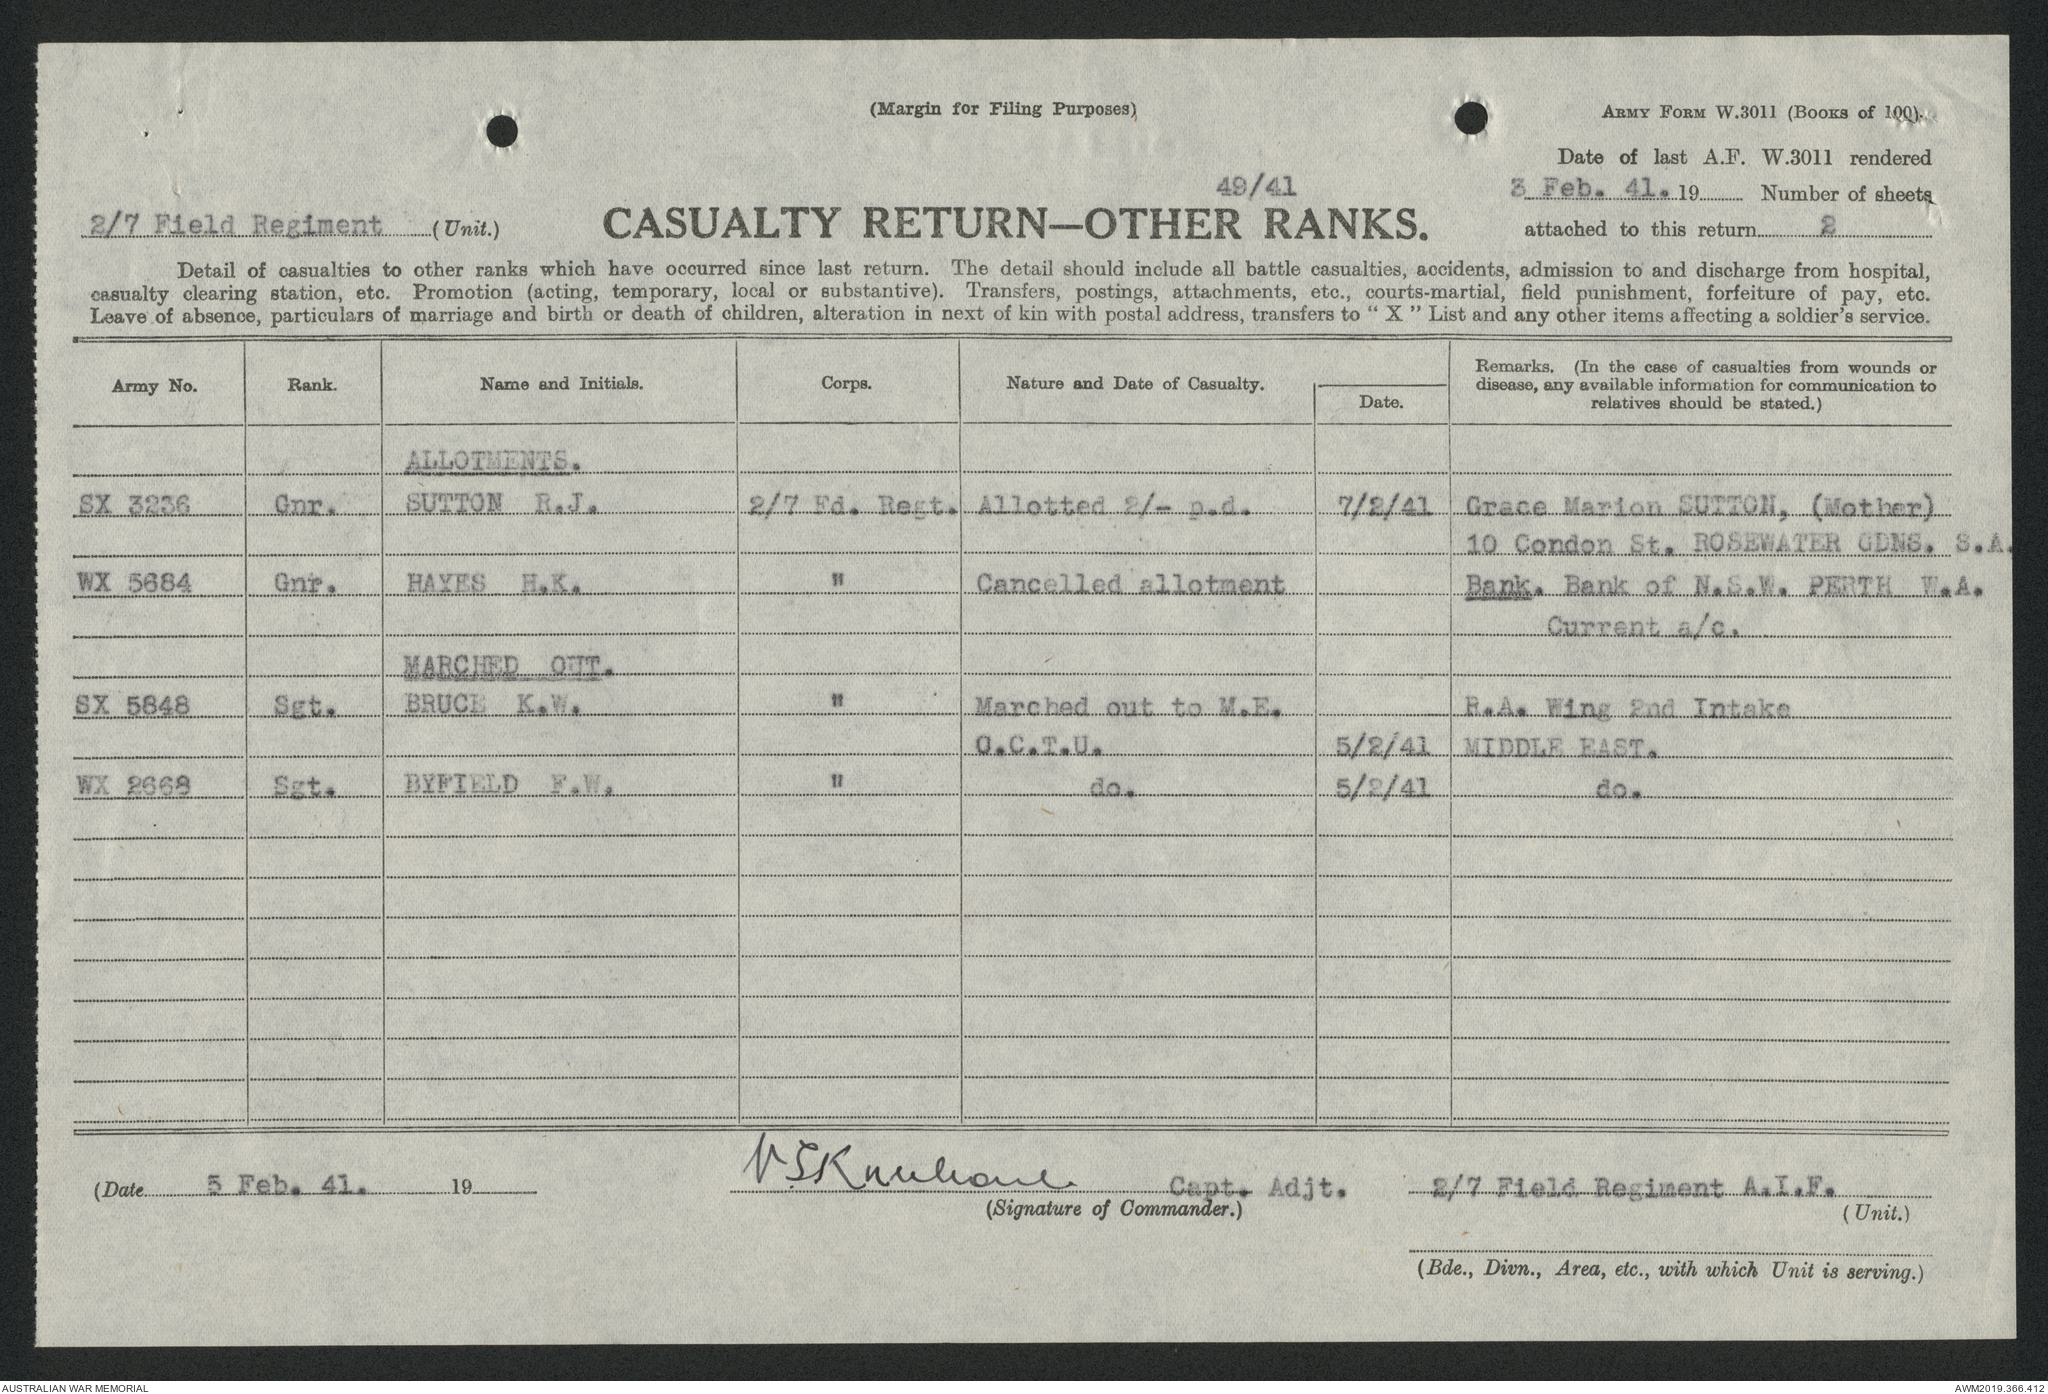 (Margin for Filing Purposes)
ARMY FORM W.3011 (BOOKS of 100).
Date of last A.F. W.3011 rendered
49/41
3 Feb. 41. 19 Number of sheets
2/7 Field Regiment (Unit.)
CASUALTY RETURN—OTHER RANKS.
attached to this return 2
Detail of casualties to other ranks which have occurred since last return. The detail should include all battle casualties, accidents, admission to and discharge from hospital,
casualty clearing station, etc. Promotion (acting, temporary, local or substantive). Transfers, postings, attachments, etc., courts-martial, field punishment, forfeiture of pay, etc.
Leave of absence, particulars of marriage and birth or death of children, alteration in next of kin with postal address, transfers to “ X ” List and any other items affecting a soldier's service.
Army No. Rank. Name and Initials. Corps. Nature and Date of Casualty. Date. Remarks. (In the case of casualties from wounds or
disease, any available information for communication to
relatives should be stated.)
ALLOTMENTS.
SX 3236 Gnr. SUTTON R.J. 2/7 Fd. Regt. Allotted 2/- p.d. 7/2/41 Grace Marion SUTTON, (Mother)
10 Condon St. ROSEWATER GDNS. S.A.
WX 5684 Gnr. HAYES H.K. " Cancelled allotment Bank. Bank of N.S.W. PERTH W.A.
Current a/c.
MARCHED OUT.
SX 5848 Sgt. BRUCE K.W. " Marched out to M.E. R.A. Wing 2nd Intake
O.C.T.U. 5/2/41 MIDDLE EAST.
WX 2668 Sgt. BYFIELD F.W. " do. 5/2/41 do.
(Date 5 Feb. 41. 19
Capt. Adjt.
2/7 Field Regiment A.I.F.
(Signature of Commander.)
(Unit.)
(Bde., Divn., Area, etc., with which Unit is serving.)
AUSTRALIAN WAR MEMORIAL
AWM2019.366.412